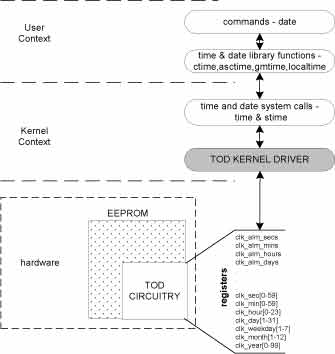 User
Context
commands - date
time & date library functions -
ctime,asctime,gmtime,localtime
time and date system calls -
time & stime
Kernel
Context
TOD KERNEL DRIVER
EEPROM
hardware
TOD
CIRCUITRY
registers
clk_alm_secs
clk_alm_mins
clk_alm_hours
clk_alm_days
clk_sec[0-59]
clk_min[0-59]
clk_hour[0-23]
clk_day[1-31]
clk_weekday[1-7]
clk_month[1-12]
clk_year[0-99]